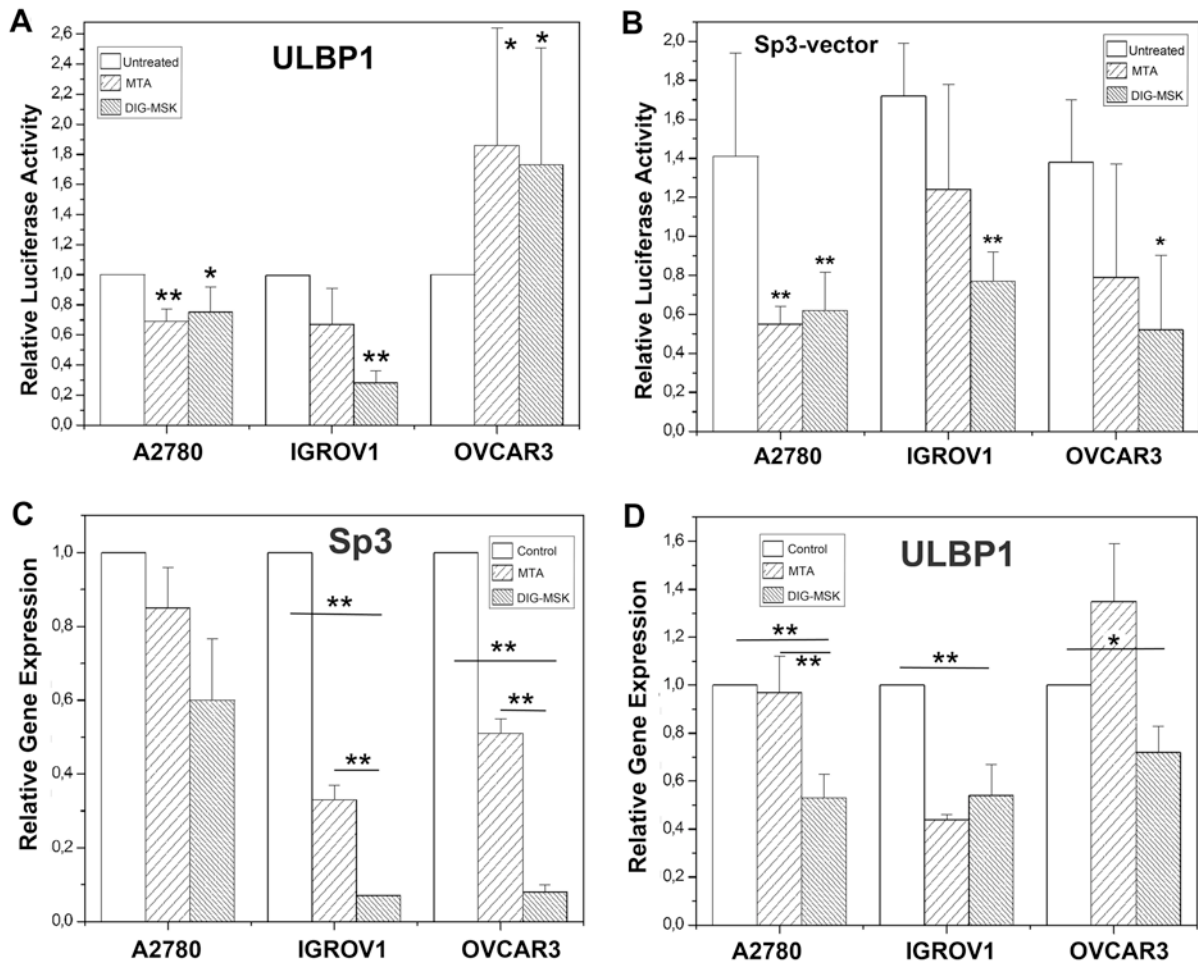 A
ULBP1
Untreated
MTA
DIG-MSK
Relative Luciferase Activity
2,6
2,4
2,2
2,0
1,8
1,6
1,4
1,2
1,0
0,8
0,6
0,4
0,2
0,0
** * ** * *
A2780 IGROV1 OVCAR3
B
Sp3-vector
Untreated
MTA
DIG-MSK
Relative Luciferase Activity
2,0
1,8
1,6
1,4
1,2
1,0
0,8
0,6
0,4
0,2
0,0
** ** ** *
A2780 IGROV1 OVCAR3
C
Sp3
Control
MTA
DIG-MSK
Relative Gene Expression
1,0
0,8
0,6
0,4
0,2
0,0
** ** ** **
A2780 IGROV1 OVCAR3
D
ULBP1
Control
MTA
DIG-MSK
Relative Gene Expression
1,6
1,4
1,2
1,0
0,8
0,6
0,4
0,2
0,0
** ** ** *
A2780 IGROV1 OVCAR3